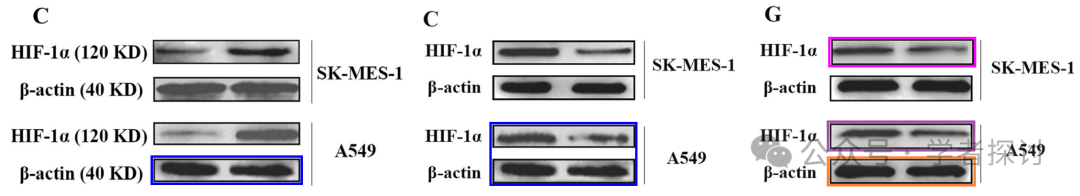 C
HIF-1α (120 KD)
SK-MES-1
β-actin (40 KD)
HIF-1α (120 KD)
A549
β-actin (40 KD)
C
HIF-1α
SK-MES-1
β-actin
HIF-1α
A549
β-actin
G
HIF-1α
SK-MES-1
β-actin
HIF-1α
A549
β-actin
公众号·学者探讨